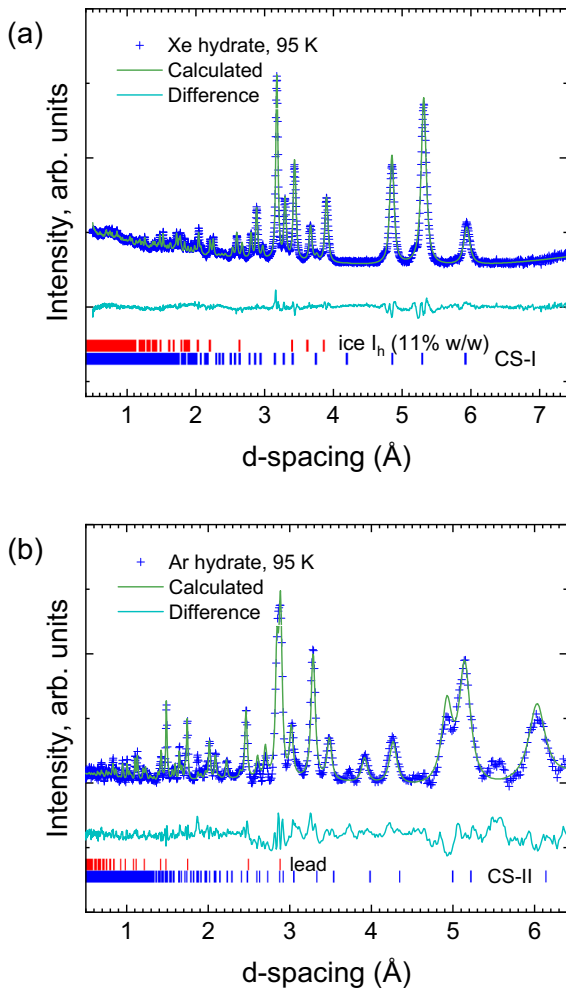 (a)
Xe hydrate, 95 K
Calculated
Difference
Intensity, arb. units
ice I_h (11% w/w)
CS-I
1 2 3 4 5 6 7
d-spacing (Å)
(b)
Ar hydrate, 95 K
Calculated
Difference
Intensity, arb. units
lead
CS-II
1 2 3 4 5 6
d-spacing (Å)